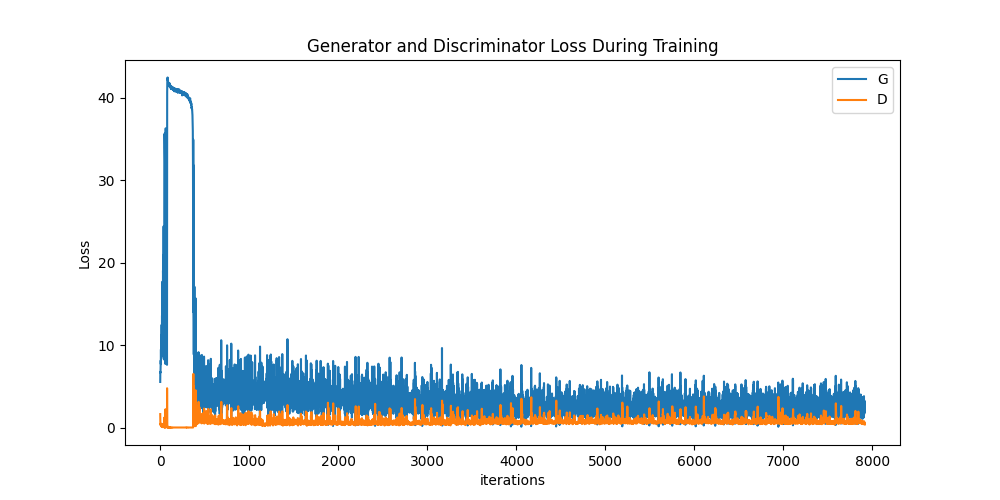 Generator and Discriminator Loss During Training
G
D
40
30
20
10
0
Loss
0 1000 2000 3000 4000 5000 6000 7000 8000
iterations